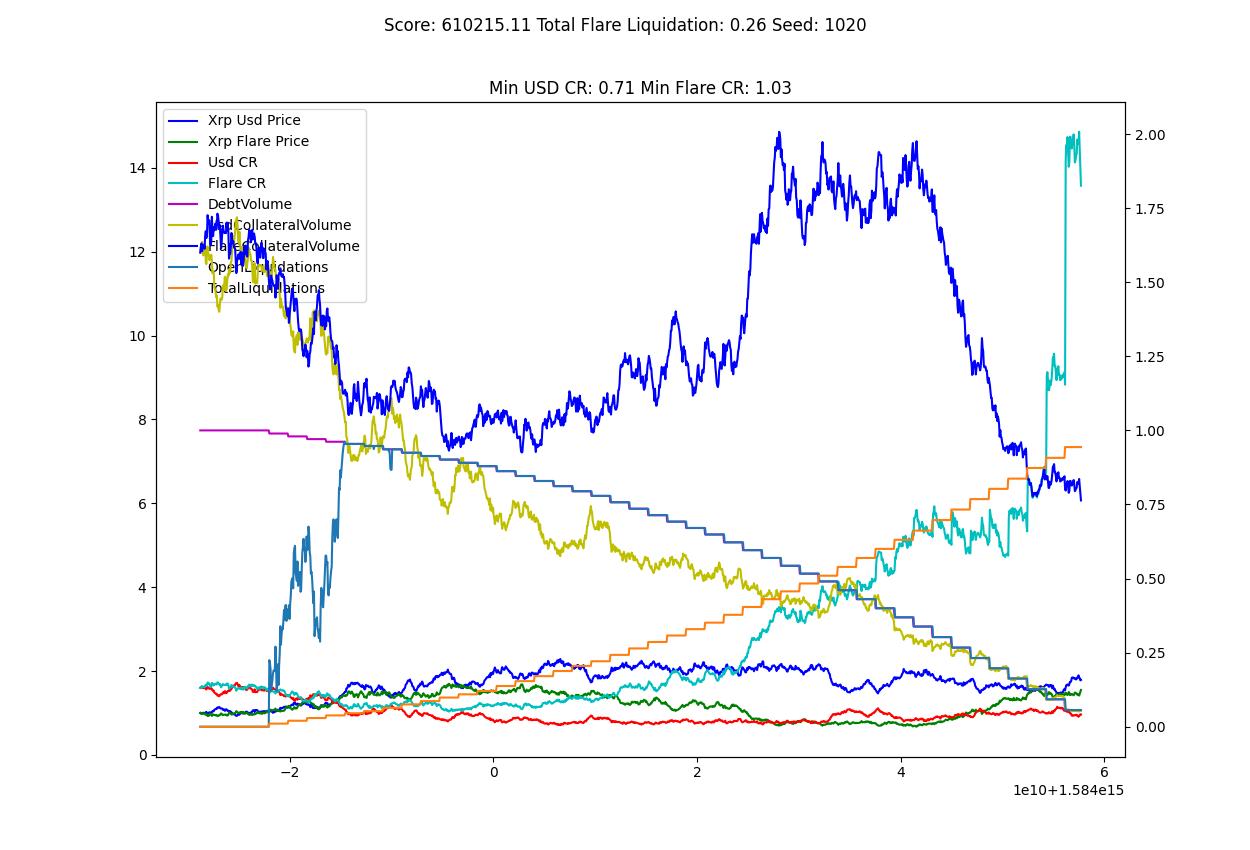 Score: 610215.11 Total Flare Liquidation: 0.26 Seed: 1020
Min USD CR: 0.71 Min Flare CR: 1.03
Xrp Usd Price
Xrp Flare Price
Usd CR
Flare CR
DebtVolume
UsdCollateralVolume
FlareCollateralVolume
OpenLiquidations
TotalLiquidations
14
12
10
8
6
4
2
0
2.00
1.75
1.50
1.25
1.00
0.75
0.50
0.25
0.00
−2
0
2
4
6
1e10+1.584e15